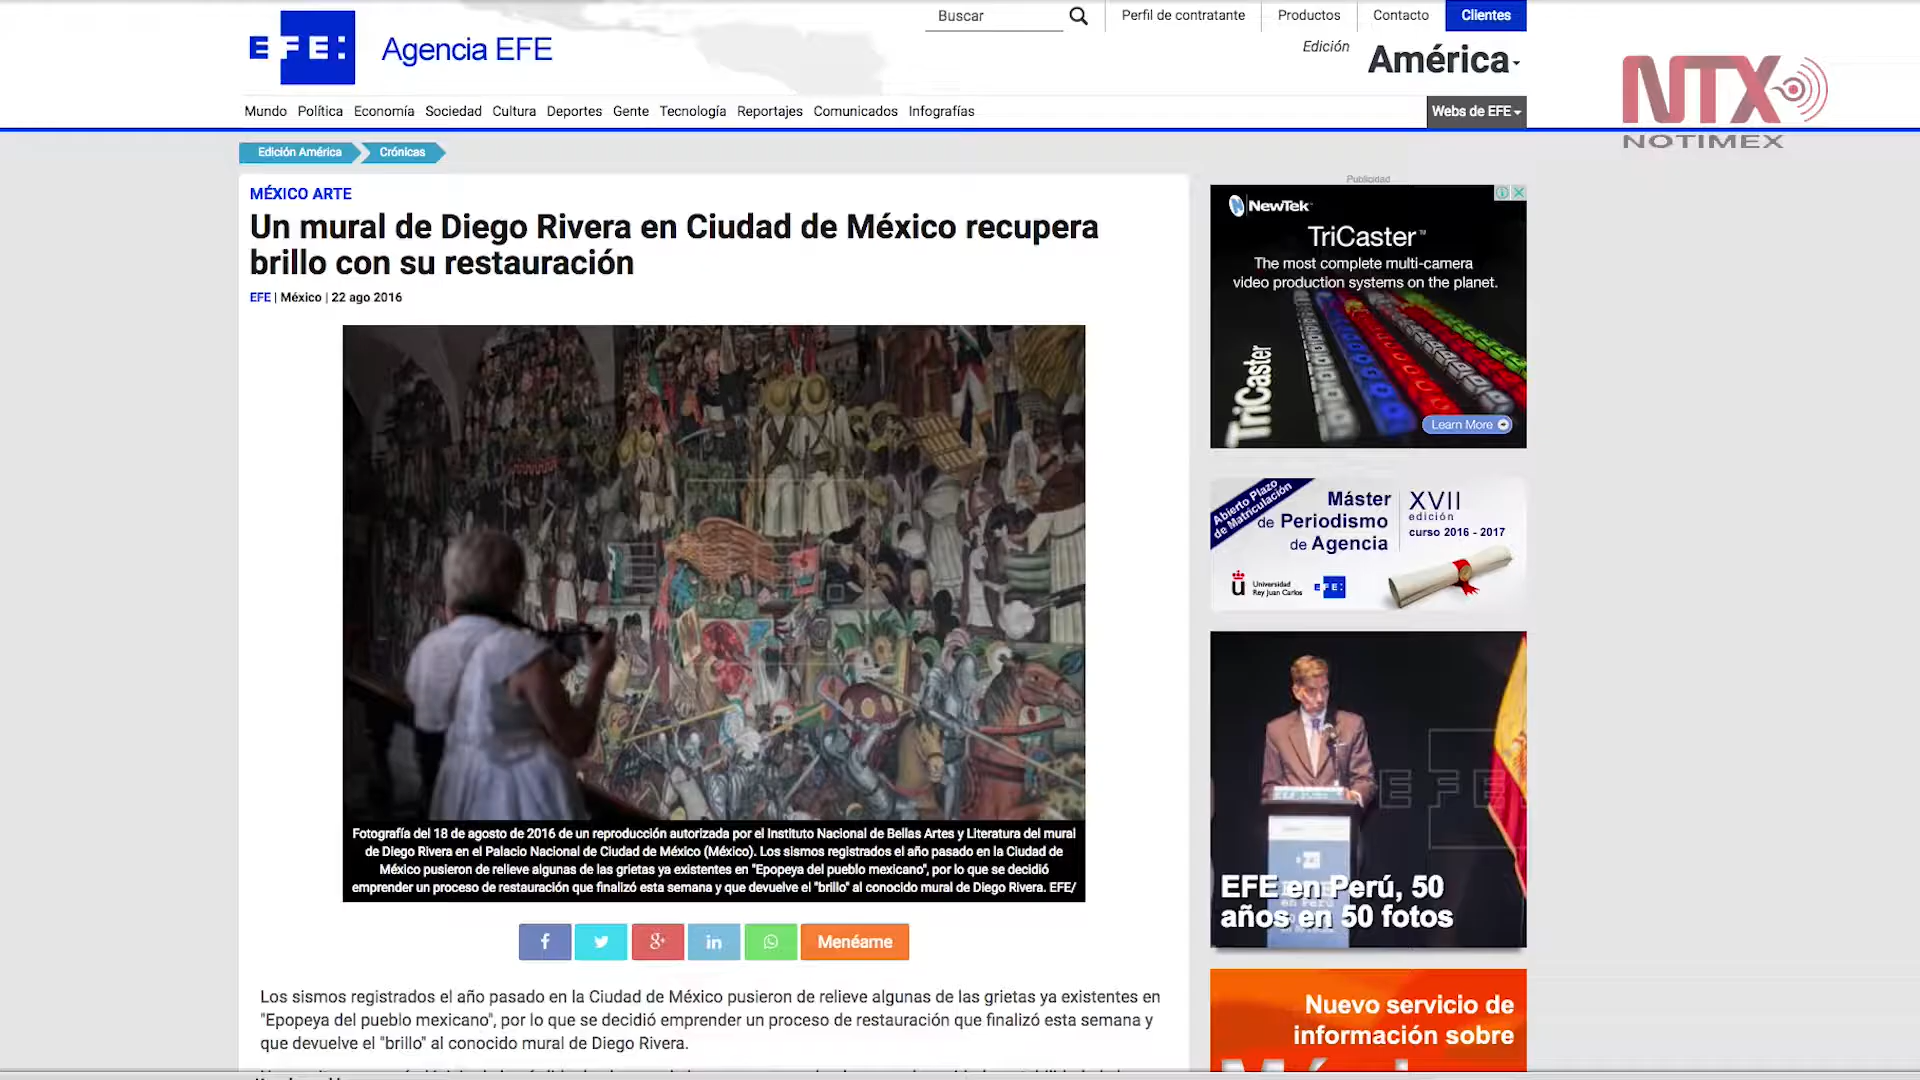 Buscar
Perfil de contratante
Productos
Contacto
Clientes
EFE:
Agencia EFE
Edición
América
NTX
NOTIMEX
Mundo Política Economía Sociedad Cultura Deportes Gente Tecnología Reportajes Comunicados Infografías
Webs de EFE
Edición América
Crónicas
MÉXICO ARTE
Un mural de Diego Rivera en Ciudad de México recupera
brillo con su restauración
EFE | México | 22 ago 2016
Fotografía del 18 de agosto de 2016 de un reproducción autorizada por el Instituto Nacional de Bellas Artes y Literatura del mural
de Diego Rivera en el Palacio Nacional de Ciudad de México (México). Los sismos registrados el año pasado en la Ciudad de
México pusieron de relieve algunas de las grietas ya existentes en "Epopeya del pueblo mexicano", por lo que se decidió
emprender un proceso de restauración que finalizó esta semana y que devuelve el "brillo" al conocido mural de Diego Rivera. EFE/
Menéame
Los sismos registrados el año pasado en la Ciudad de México pusieron de relieve algunas de las grietas ya existentes en
"Epopeya del pueblo mexicano", por lo que se decidió emprender un proceso de restauración que finalizó esta semana y
que devuelve el "brillo" al conocido mural de Diego Rivera.
Publicidad
NewTek
TriCaster™
The most complete multi-camera
video production systems on the planet.
TriCaster
Learn More
Abierto Plazo
de Matriculación
Máster
de Periodismo
de Agencia
XVII
edición
curso 2016 - 2017
Universidad
Rey Juan Carlos
EFE:
EFE
EFE en Perú, 50
años en 50 fotos
Nuevo servicio de
información sobre